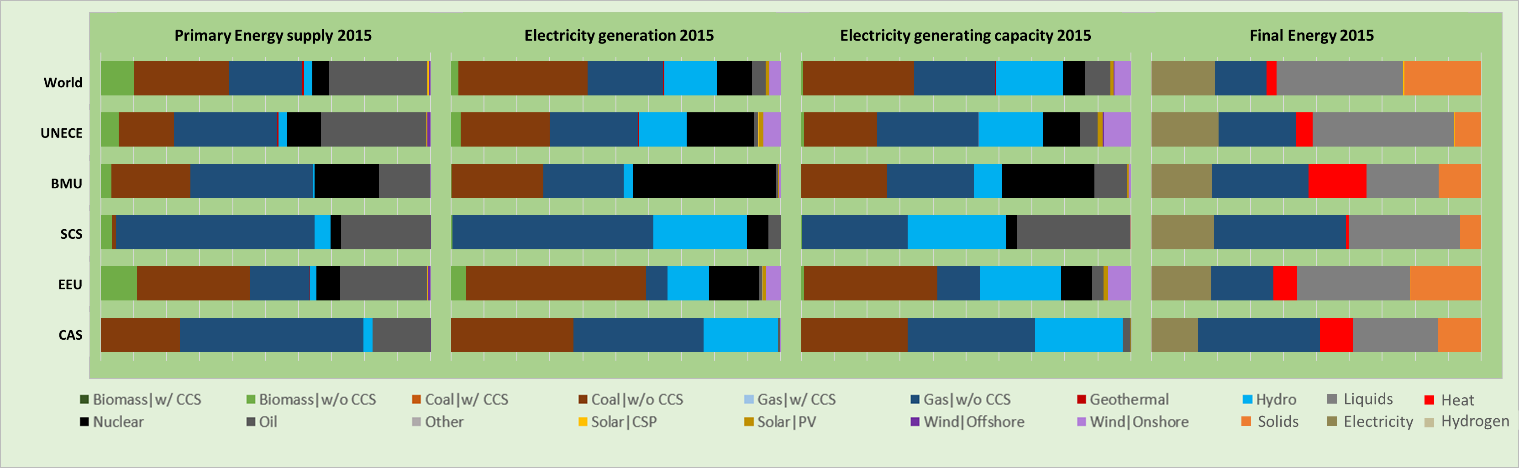 Primary Energy supply 2015 Electricity generation 2015 Electricity generating capacity 2015 Final Energy 2015
World
UNECE
BMU
SCS
EEU
CAS
Biomass|w/ CCS Biomass|w/o CCS Coal|w/ CCS Coal|w/o CCS Gas|w/ CCS Gas|w/o CCS Geothermal Hydro Liquids Heat
Nuclear Oil Other Solar|CSP Solar|PV Wind|Offshore Wind|Onshore Solids Electricity Hydrogen